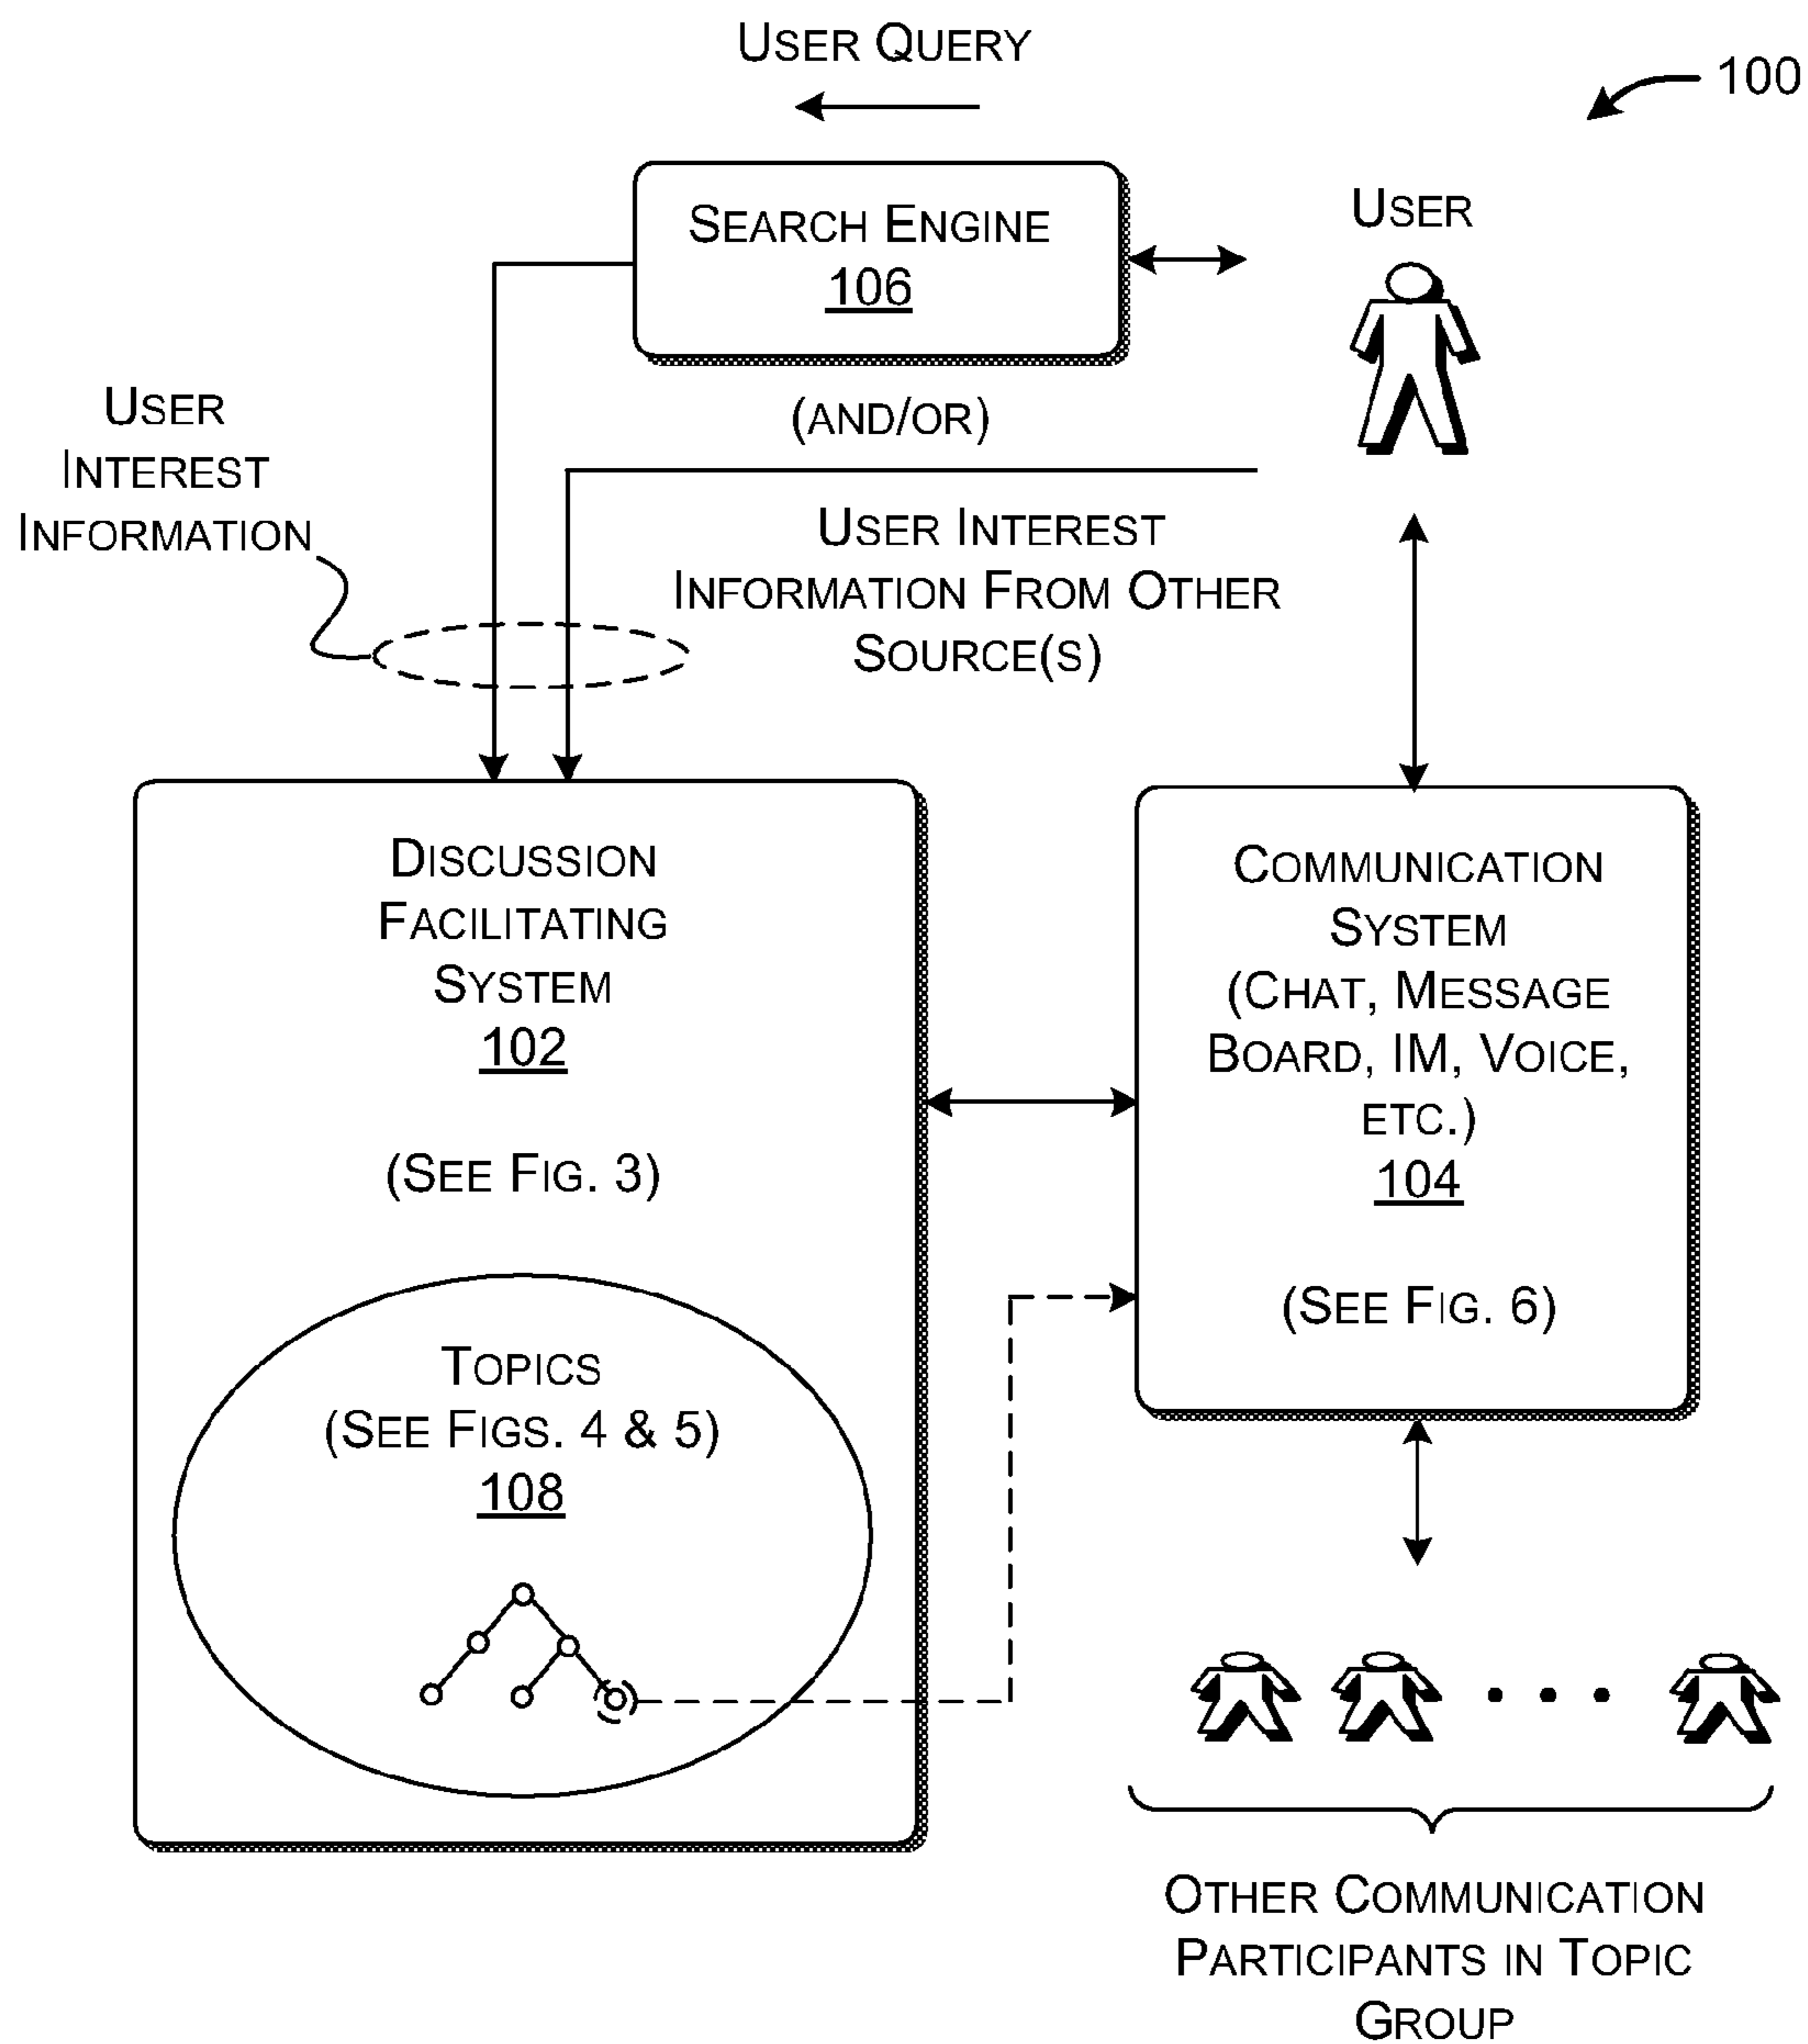 USER QUERY
100
SEARCH ENGINE
106
USER
(AND/OR)
USER
INTEREST
INFORMATION
USER INTEREST
INFORMATION FROM OTHER
SOURCE(S)
DISCUSSION
FACILITATING
SYSTEM
102
(SEE FIG. 3)
COMMUNICATION
SYSTEM
(CHAT, MESSAGE
BOARD, IM, VOICE,
ETC.)
104
(SEE FIG. 6)
TOPICS
(SEE FIGS. 4 & 5)
108
OTHER COMMUNICATION
PARTICIPANTS IN TOPIC
GROUP